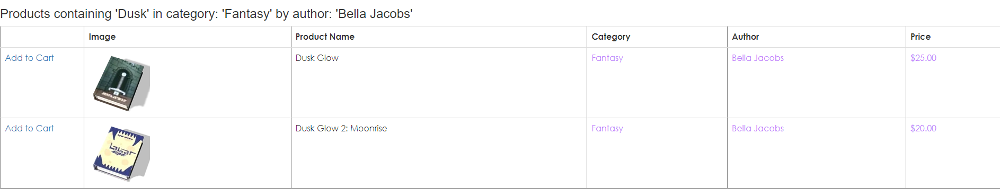 Products containing 'Dusk' in category: 'Fantasy' by author: 'Bella Jacobs'
Image Product Name Category Author Price
Add to Cart Dusk Glow Fantasy Bella Jacobs $25.00
Add to Cart Dusk Glow 2: Moonrise Fantasy Bella Jacobs $20.00